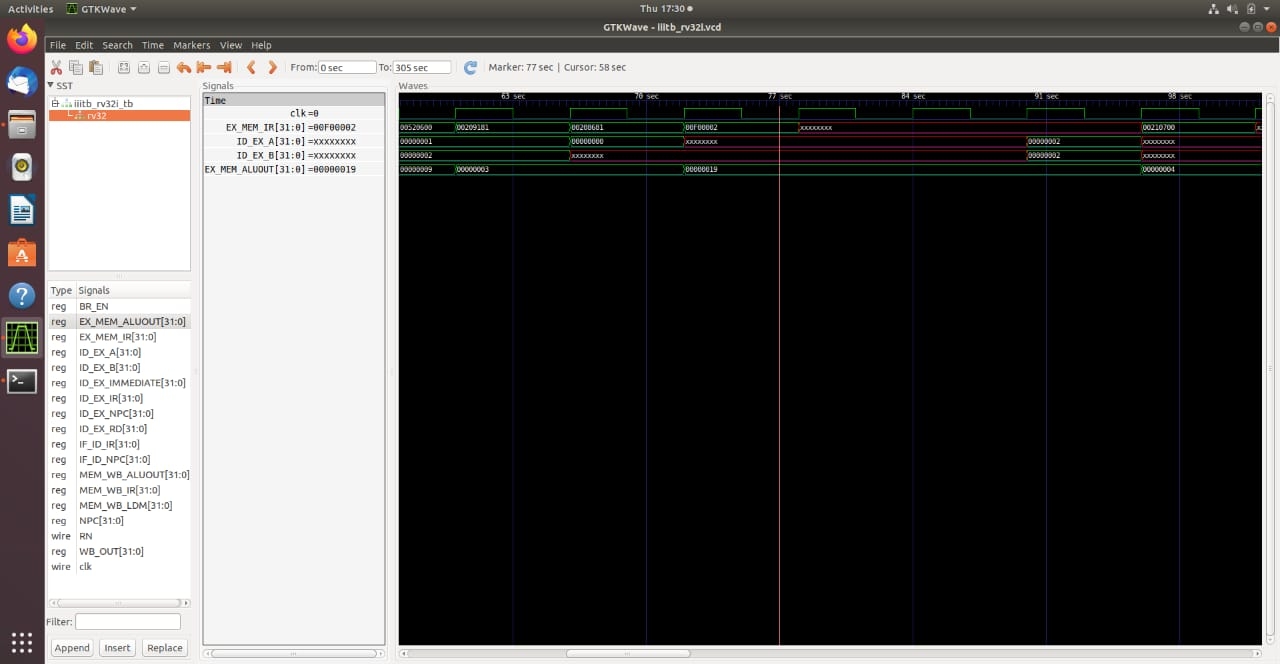 Activities GTKWave Thu 17:30
GTKWave - iiitb_rv32i.vcd
File Edit Search Time Markers View Help
From: 0 sec To: 305 sec Marker: 77 sec | Cursor: 58 sec
SST
iiitb_rv32i_tb
rv32
Type Signals
reg BR_EN
reg EX_MEM_ALUOUT[31:0]
reg EX_MEM_IR[31:0]
reg ID_EX_A[31:0]
reg ID_EX_B[31:0]
reg ID_EX_IMMEDIATE[31:0]
reg ID_EX_IR[31:0]
reg ID_EX_NPC[31:0]
reg ID_EX_RD[31:0]
reg IF_ID_IR[31:0]
reg IF_ID_NPC[31:0]
reg MEM_WB_ALUOUT[31:0]
reg MEM_WB_IR[31:0]
reg MEM_WB_LDM[31:0]
reg NPC[31:0]
wire RN
reg WB_OUT[31:0]
wire clk
Filter:
Append Insert Replace
Signals
Time
clk=0
EX_MEM_IR[31:0] =00F00002
ID_EX_A[31:0] =xxxxxxxx
ID_EX_B[31:0] =xxxxxxxx
EX_MEM_ALUOUT[31:0] =00000019
Waves
63 sec 70 sec 77 sec 84 sec 91 sec 98 sec
00520600 00209181 00208681 00F00002 xxxxxxxx 00210700
00000001 00000000 xxxxxxxx 00000002 xxxxxxxx
00000002 xxxxxxxx 00000002 xxxxxxxx
00000009 00000003 00000019 00000004